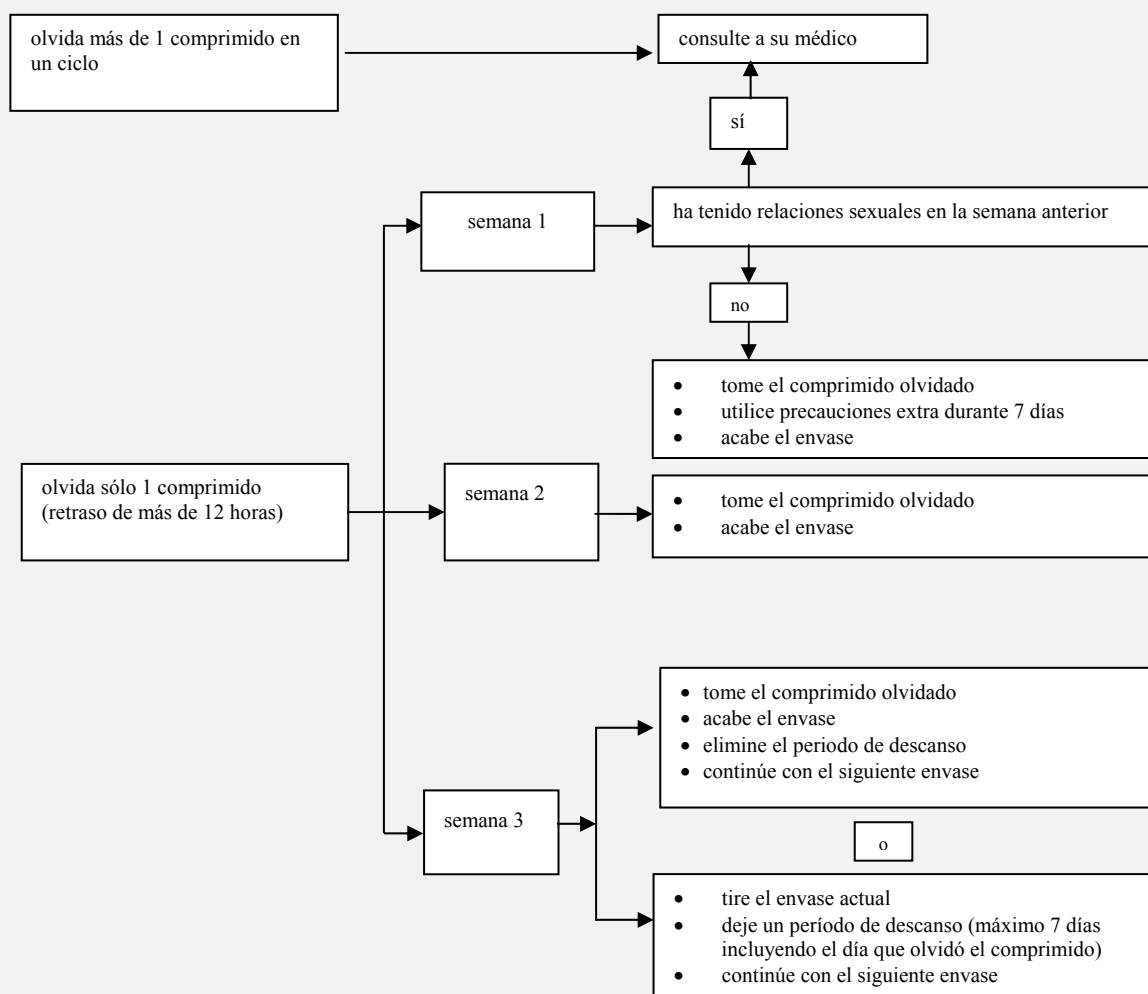 olvida más de 1 comprimido en
un ciclo
consulte a su médico
sí
semana 1
ha tenido relaciones sexuales en la semana anterior
no
• tome el comprimido olvidado
• utilice precauciones extra durante 7 días
• acabe el envase
olvida sólo 1 comprimido
(retraso de más de 12 horas)
semana 2
• tome el comprimido olvidado
• acabe el envase
semana 3
• tome el comprimido olvidado
• acabe el envase
• elimine el periodo de descanso
• continúe con el siguiente envase
o
• tire el envase actual
• deje un período de descanso (máximo 7 días
incluyendo el día que olvidó el comprimido)
• continúe con el siguiente envase